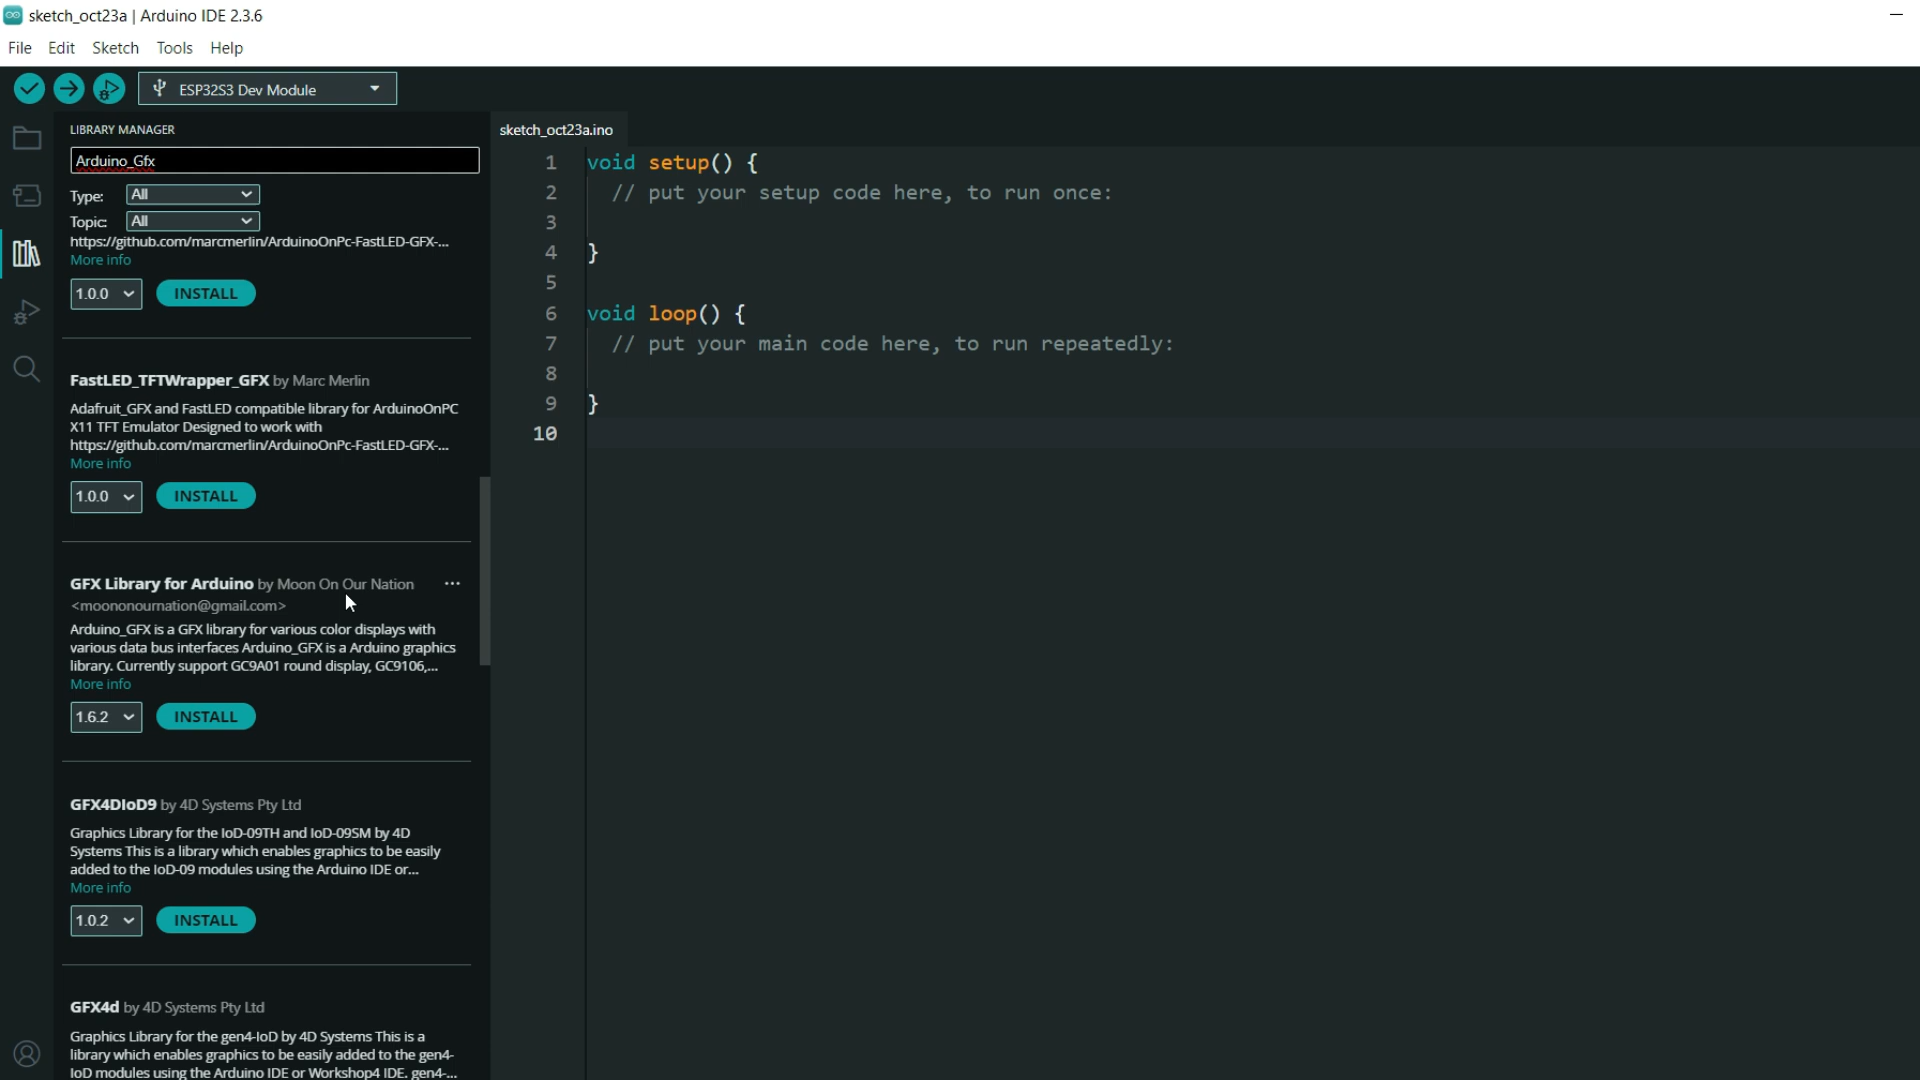 sketch_oct23a | Arduino IDE 2.3.6
File Edit Sketch Tools Help
ESP32S3 Dev Module
LIBRARY MANAGER
Arduino_Gfx
Type: All
Topic: All
https://github.com/marcmerlin/ArduinoOnPc-FastLED-GFX-...
More info
1.0.0 INSTALL
FastLED_TFTWrapper_GFX by Marc Merlin
Adafruit_GFX and FastLED compatible library for ArduinoOnPC
X11 TFT Emulator Designed to work with
https://github.com/marcmerlin/ArduinoOnPc-FastLED-GFX-...
More info
1.0.0 INSTALL
GFX Library for Arduino by Moon On Our Nation ...
<moononournation@gmail.com>
Arduino_GFX is a GFX library for various color displays with
various data bus interfaces Arduino_GFX is a Arduino graphics
library. Currently support GC9A01 round display, GC9106,...
More info
1.6.2 INSTALL
GFX4DIoD9 by 4D Systems Pty Ltd
Graphics Library for the IoD-09TH and IoD-09SM by 4D
Systems This is a library which enables graphics to be easily
added to the IoD-09 modules using the Arduino IDE or...
More info
1.0.2 INSTALL
GFX4d by 4D Systems Pty Ltd
Graphics Library for the gen4-IoD by 4D Systems This is a
library which enables graphics to be easily added to the gen4-
IoD modules using the Arduino IDE or Workshop4 IDE. gen4-...
sketch_oct23a.ino
1 void setup() {
2 // put your setup code here, to run once:
3
4 }
5
6 void loop() {
7 // put your main code here, to run repeatedly:
8
9 }
10